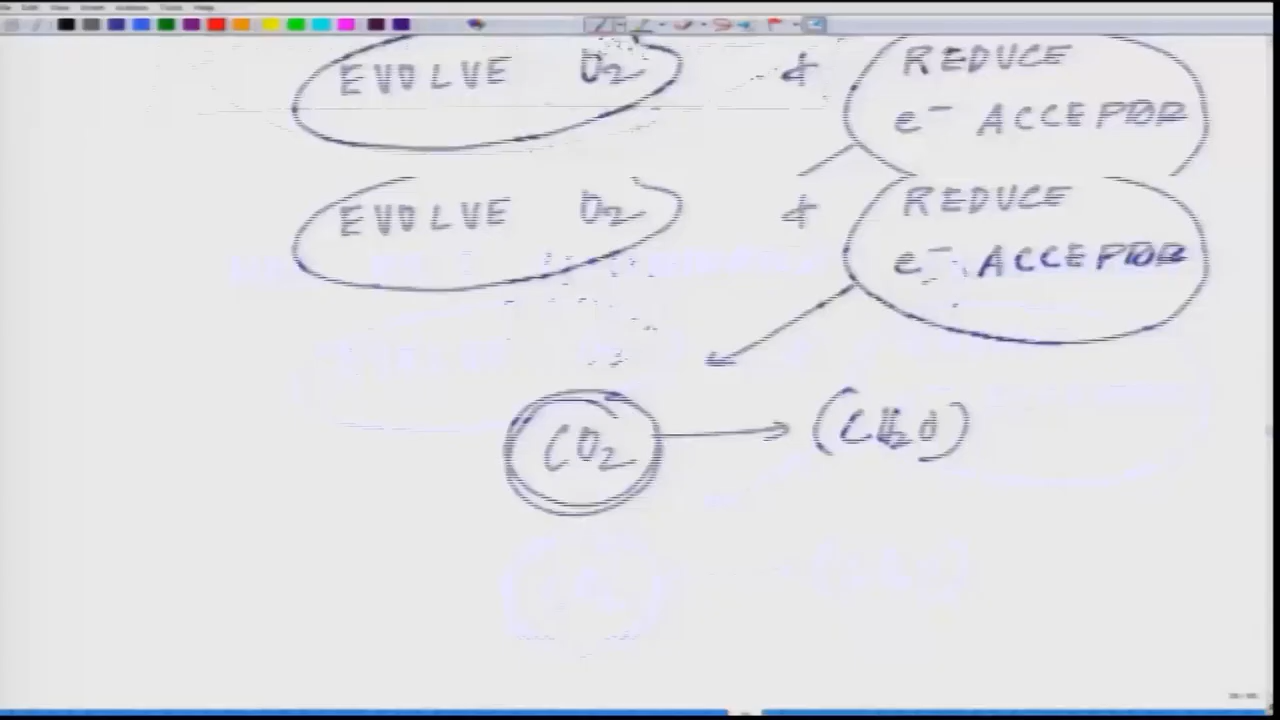 EVOLVE O2 & REDUCE
e- ACCEPTOR
EVOLVE O2 & REDUCE
e- ACCEPTOR
CO2 → (CH2O)